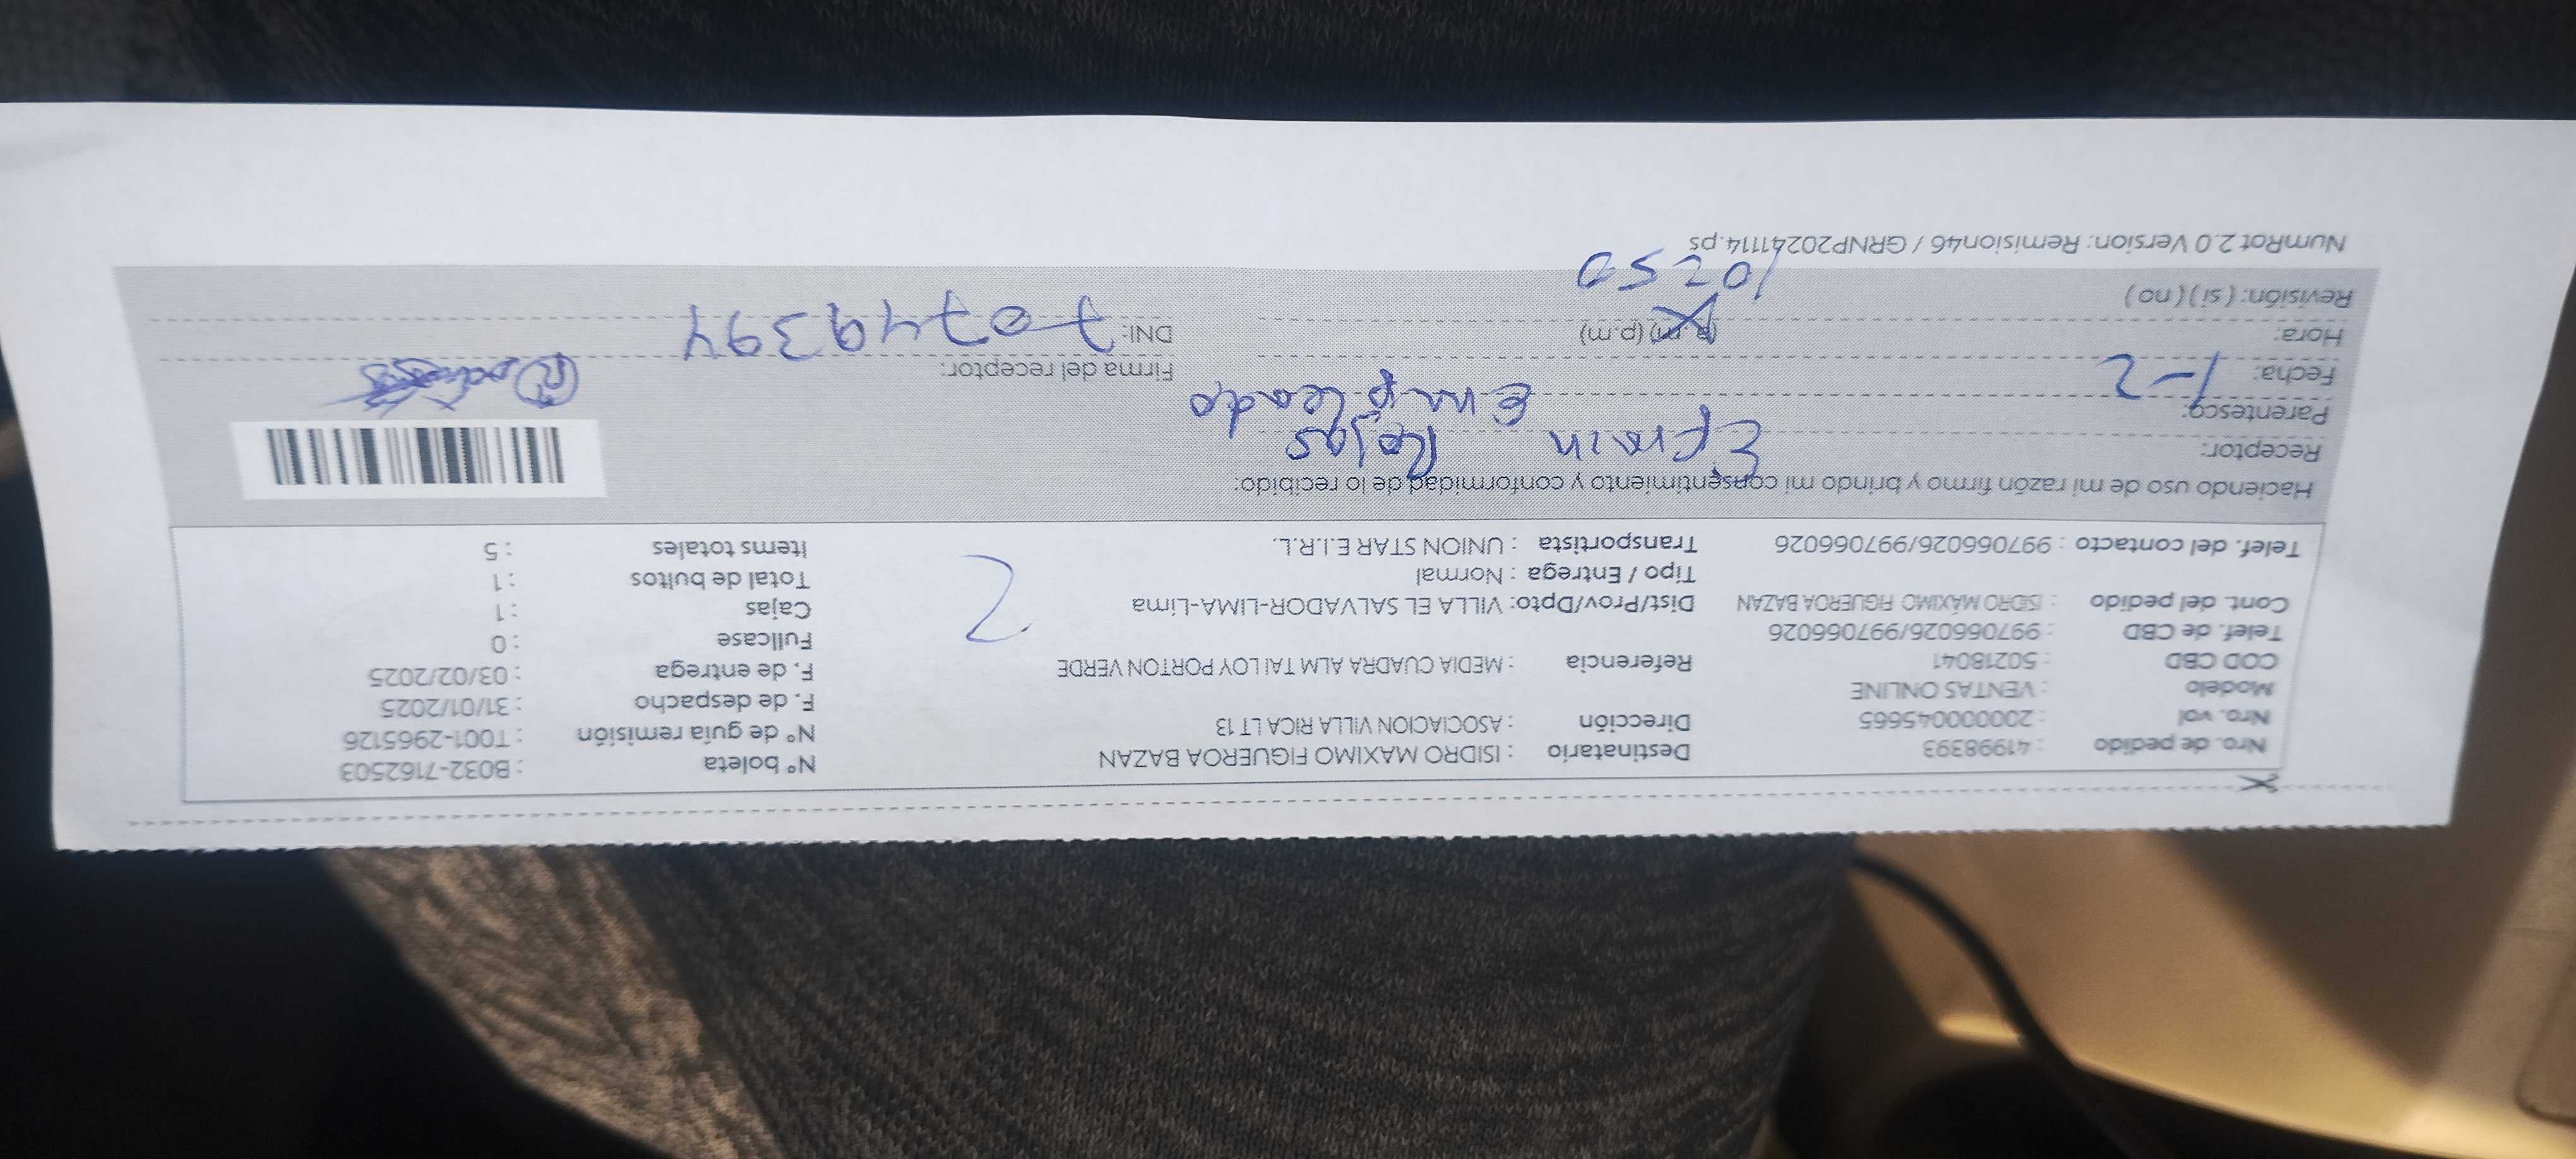 Nro. de pedido : 41998393 Destinatario : ISIDRO MAXIMO FIGUEROA BAZAN N° boleta : B032-7162503
Nro. vol : 200000045665 Dirección : ASOCIACION VILLA RICA LT 13 N° de guía remisión : T001-2965126
Modelo : VENTAS ONLINE F. de despacho : 31/01/2025
COD CBD : 50218041 Referencia : MEDIA CUADRA ALM TAI LOY PORTON VERDE F. de entrega : 03/02/2025
Telef. de CBD : 997066026/997066026 Fullcase : 0
Cont. del pedido : ISIDRO MÁXIMO FIGUEROA BAZAN Dist/Prov/Dpto: VILLA EL SALVADOR-LIMA-Lima 2 Cajas : 1
Tipo / Entrega : Normal Total de bultos : 1
Telef. del contacto : 997066026/997066026 Transportista : UNION STAR E.I.R.L. Items totales : 5
Haciendo uso de mi razón firmo y brindo mi consentimiento y conformidad de lo recibido:
Receptor: Efrain Rojas
Parentesco: Empleado
Fecha: 1-2 Firma del receptor:
Hora: (a.m) (p.m) DNI: 70749394
Revisión: (si) (no) 10250
NumRot 2.0 Version: Remision46 / GRNP20241114.ps